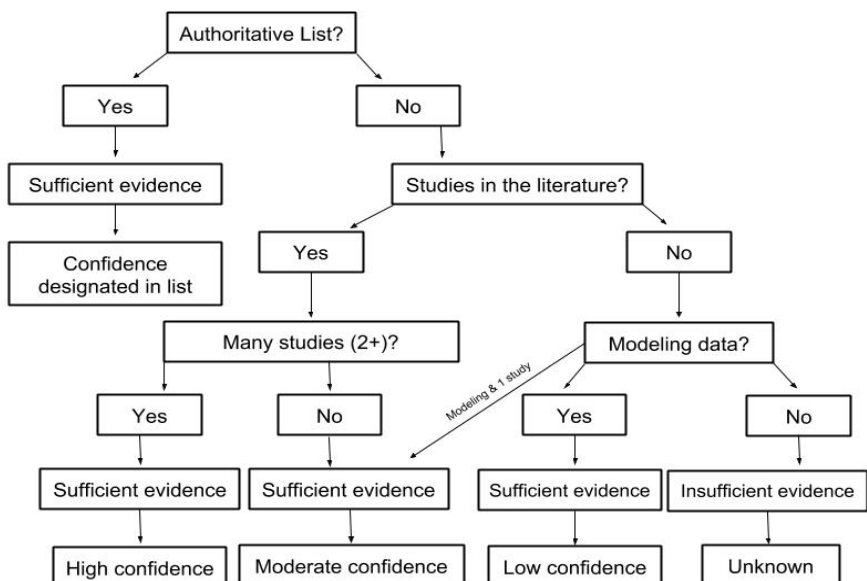 Authoritative List?
Yes
No
Sufficient evidence
Studies in the literature?
Confidence
designated in list
Yes
No
Many studies (2+)?
Modeling data?
Modeling & 1 study
Yes
No
Yes
No
Sufficient evidence
Sufficient evidence
Sufficient evidence
Insufficient evidence
High confidence
Moderate confidence
Low confidence
Unknown